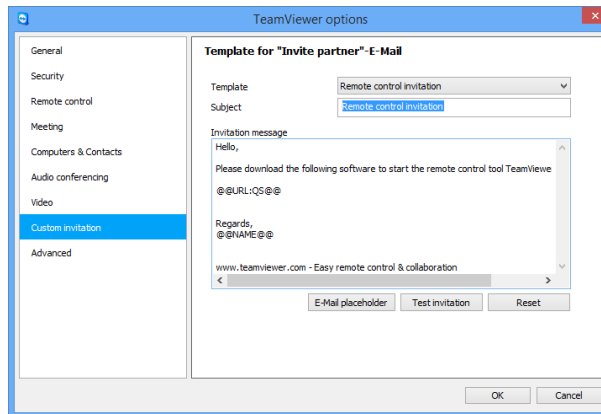 TeamViewer options
General
Security
Remote control
Meeting
Computers & Contacts
Audio conferencing
Video
Custom invitation
Advanced
Template for "Invite partner"-E-Mail
Template Remote control invitation
Subject Remote control invitation
Invitation message
Hello,
Please download the following software to start the remote control tool TeamViewe
@@URL:QS@@
Regards,
@@NAME@@
www.teamviewer.com - Easy remote control & collaboration
E-Mail placeholder Test invitation Reset
OK Cancel